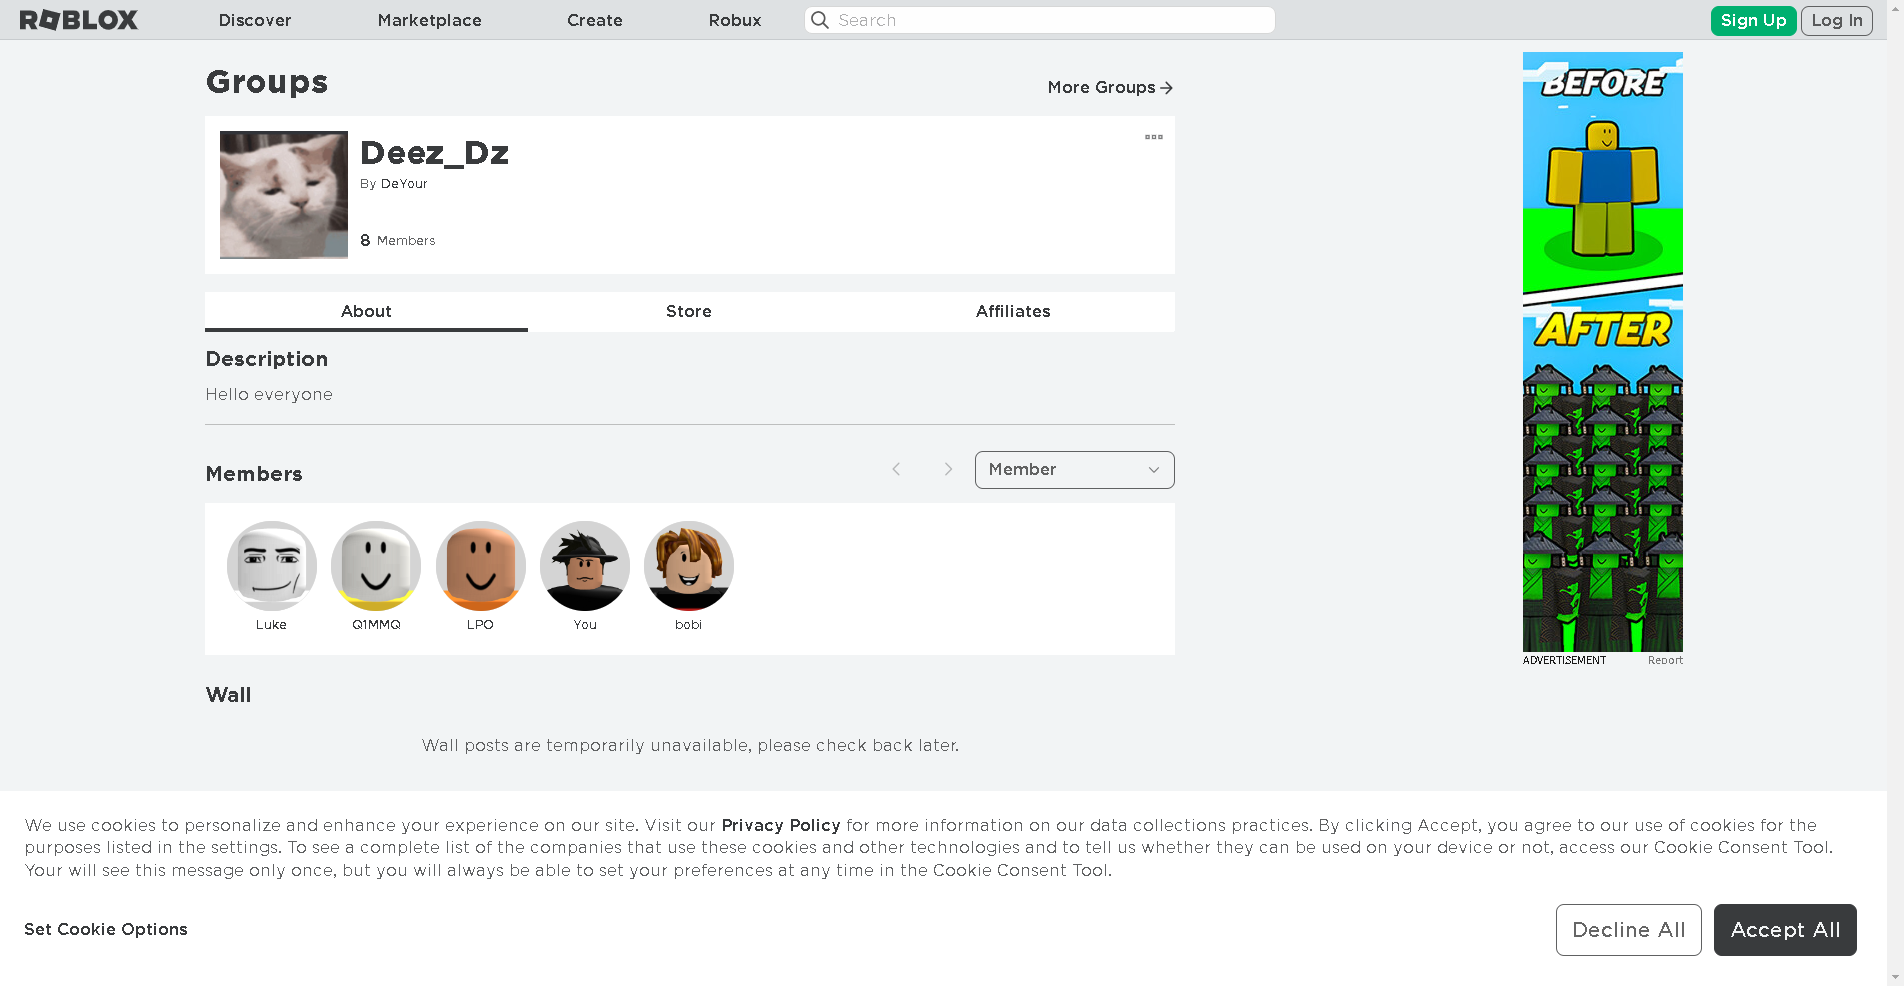 ROBLOX
Discover
Marketplace
Create
Robux
Search
Sign Up
Log In
Groups
More Groups
Deez_Dz
By DeYour
8 Members
About
Store
Affiliates
Description
Hello everyone
Members
Member
Luke
Q1MMQ
LPO
You
bobi
Wall
Wall posts are temporarily unavailable, please check back later.
BEFORE
AFTER
ADVERTISEMENT
Report
We use cookies to personalize and enhance your experience on our site. Visit our Privacy Policy for more information on our data collections practices. By clicking Accept, you agree to our use of cookies for the
purposes listed in the settings. To see a complete list of the companies that use these cookies and other technologies and to tell us whether they can be used on your device or not, access our Cookie Consent Tool.
Your will see this message only once, but you will always be able to set your preferences at any time in the Cookie Consent Tool.
Set Cookie Options
Decline All
Accept All